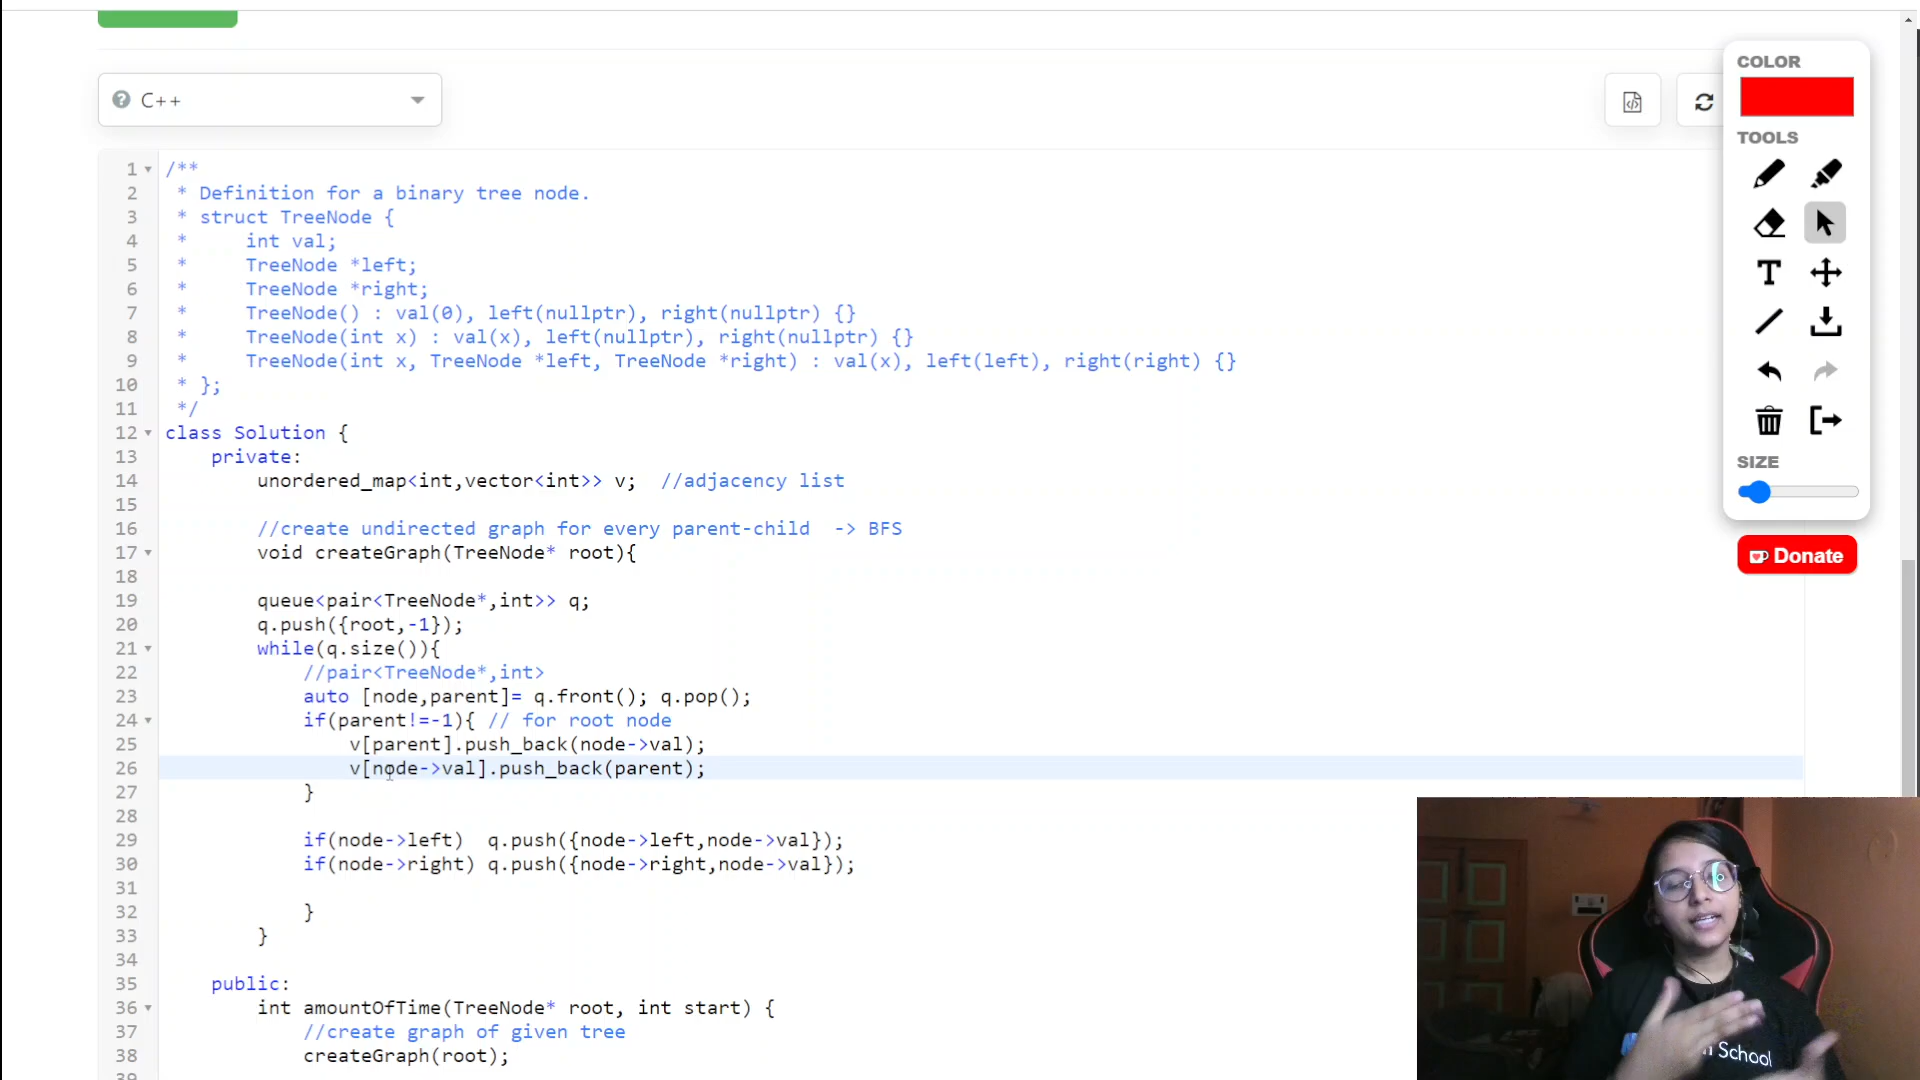 C++
1 /**
2 * Definition for a binary tree node.
3 * struct TreeNode {
4 * int val;
5 * TreeNode *left;
6 * TreeNode *right;
7 * TreeNode() : val(0), left(nullptr), right(nullptr) {}
8 * TreeNode(int x) : val(x), left(nullptr), right(nullptr) {}
9 * TreeNode(int x, TreeNode *left, TreeNode *right) : val(x), left(left), right(right) {}
10 * };
11 */
12 class Solution {
13 private:
14 unordered_map<int,vector<int>> v; //adjacency list
15
16 //create undirected graph for every parent-child -> BFS
17 void createGraph(TreeNode* root){
18
19 queue<pair<TreeNode*,int>> q;
20 q.push({root,-1});
21 while(q.size()){
22 //pair<TreeNode*,int>
23 auto [node,parent]= q.front(); q.pop();
24 if(parent!=-1){ // for root node
25 v[parent].push_back(node->val);
26 v[node->val].push_back(parent);
27 }
28
29 if(node->left) q.push({node->left,node->val});
30 if(node->right) q.push({node->right,node->val});
31
32 }
33 }
34
35 public:
36 int amountOfTime(TreeNode* root, int start) {
37 //create graph of given tree
38 createGraph(root);
39
COLOR
TOOLS
T
SIZE
Donate
School